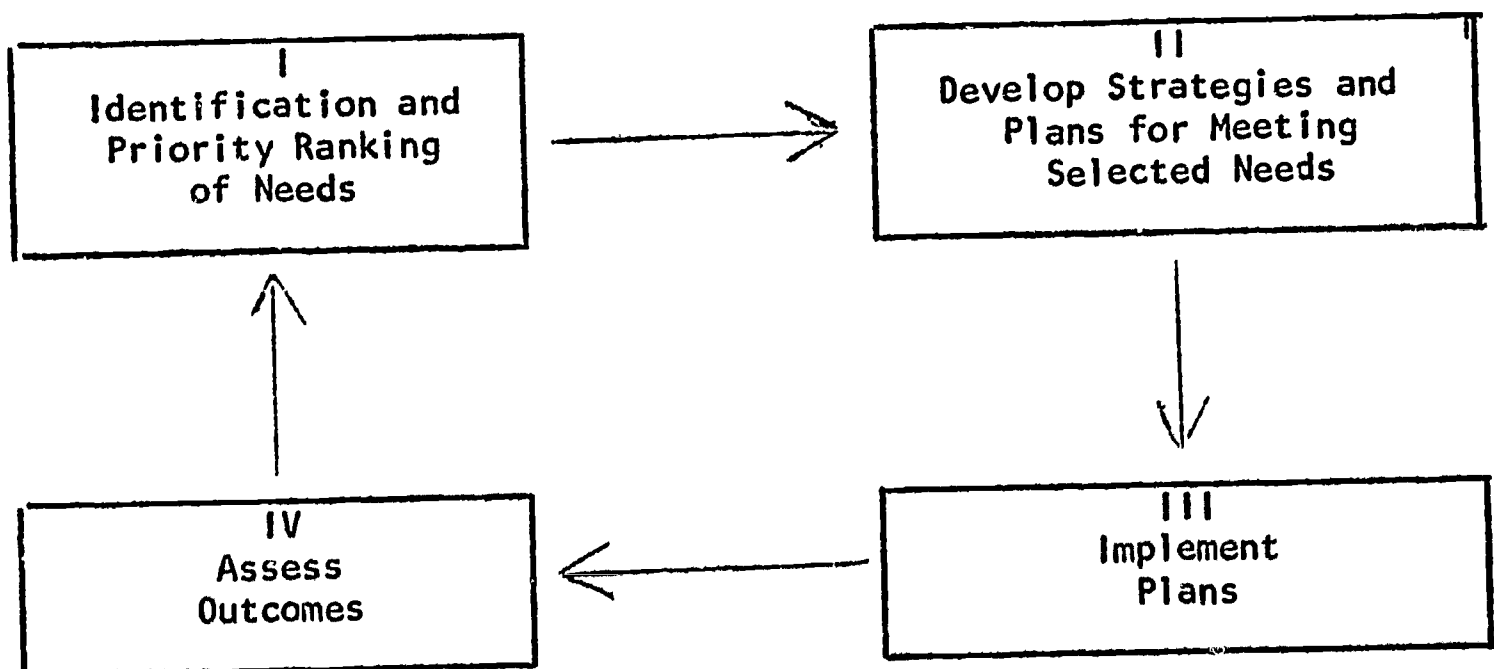 I
Identification and
Priority Ranking
of Needs
II
Develop Strategies and
Plans for Meeting
Selected Needs
III
Implement
Plans
IV
Assess
Outcomes